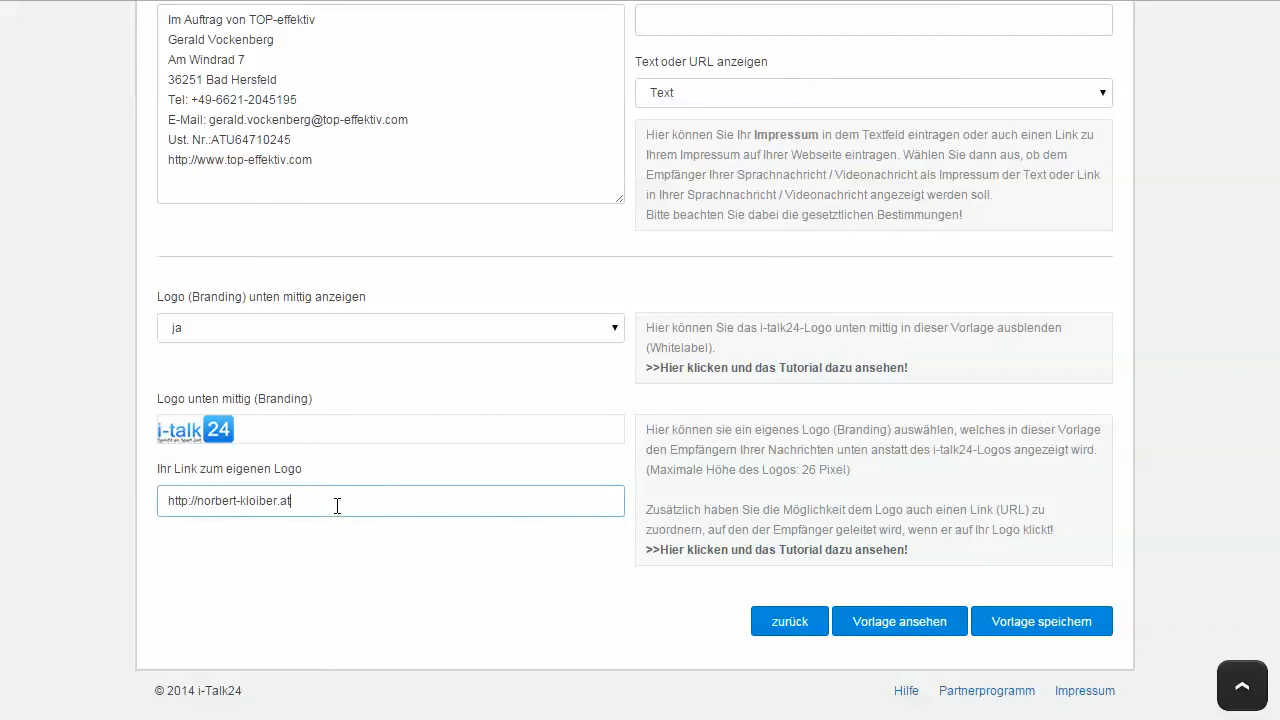 Im Auftrag von TOP-effektiv
Gerald Vockenberg
Am Windrad 7
36251 Bad Hersfeld
Tel: +49-6621-2045195
E-Mail: gerald.vockenberg@top-effektiv.com
Ust. Nr.:ATU64710245
http://www.top-effektiv.com
Text oder URL anzeigen
Text
Hier können Sie Ihr Impressum in dem Textfeld eintragen oder auch einen Link zu
Ihrem Impressum auf Ihrer Webseite eintragen. Wählen Sie dann aus, ob dem
Empfänger Ihrer Sprachnachricht / Videonachricht als Impressum der Text oder Link
in Ihrer Sprachnachricht / Videonachricht angezeigt werden soll.
Bitte beachten Sie dabei die gesetztlichen Bestimmungen!
Logo (Branding) unten mittig anzeigen
ja
Hier können Sie das i-talk24-Logo unten mittig in dieser Vorlage ausblenden
(Whitelabel).
>>Hier klicken und das Tutorial dazu ansehen!
Logo unten mittig (Branding)
i-talk 24
Spricht an. Spart Zeit.
Hier können sie ein eigenes Logo (Branding) auswählen, welches in dieser Vorlage
den Empfängern Ihrer Nachrichten unten anstatt des i-talk24-Logos angezeigt wird.
(Maximale Höhe des Logos: 26 Pixel)
Zusätzlich haben Sie die Möglichkeit dem Logo auch einen Link (URL) zu
zuordnern, auf den der Empfänger geleitet wird, wenn er auf Ihr Logo klickt!
>>Hier klicken und das Tutorial dazu ansehen!
Ihr Link zum eigenen Logo
http://norbert-kloiber.at
zurück
Vorlage ansehen
Vorlage speichern
© 2014 i-Talk24
Hilfe
Partnerprogramm
Impressum